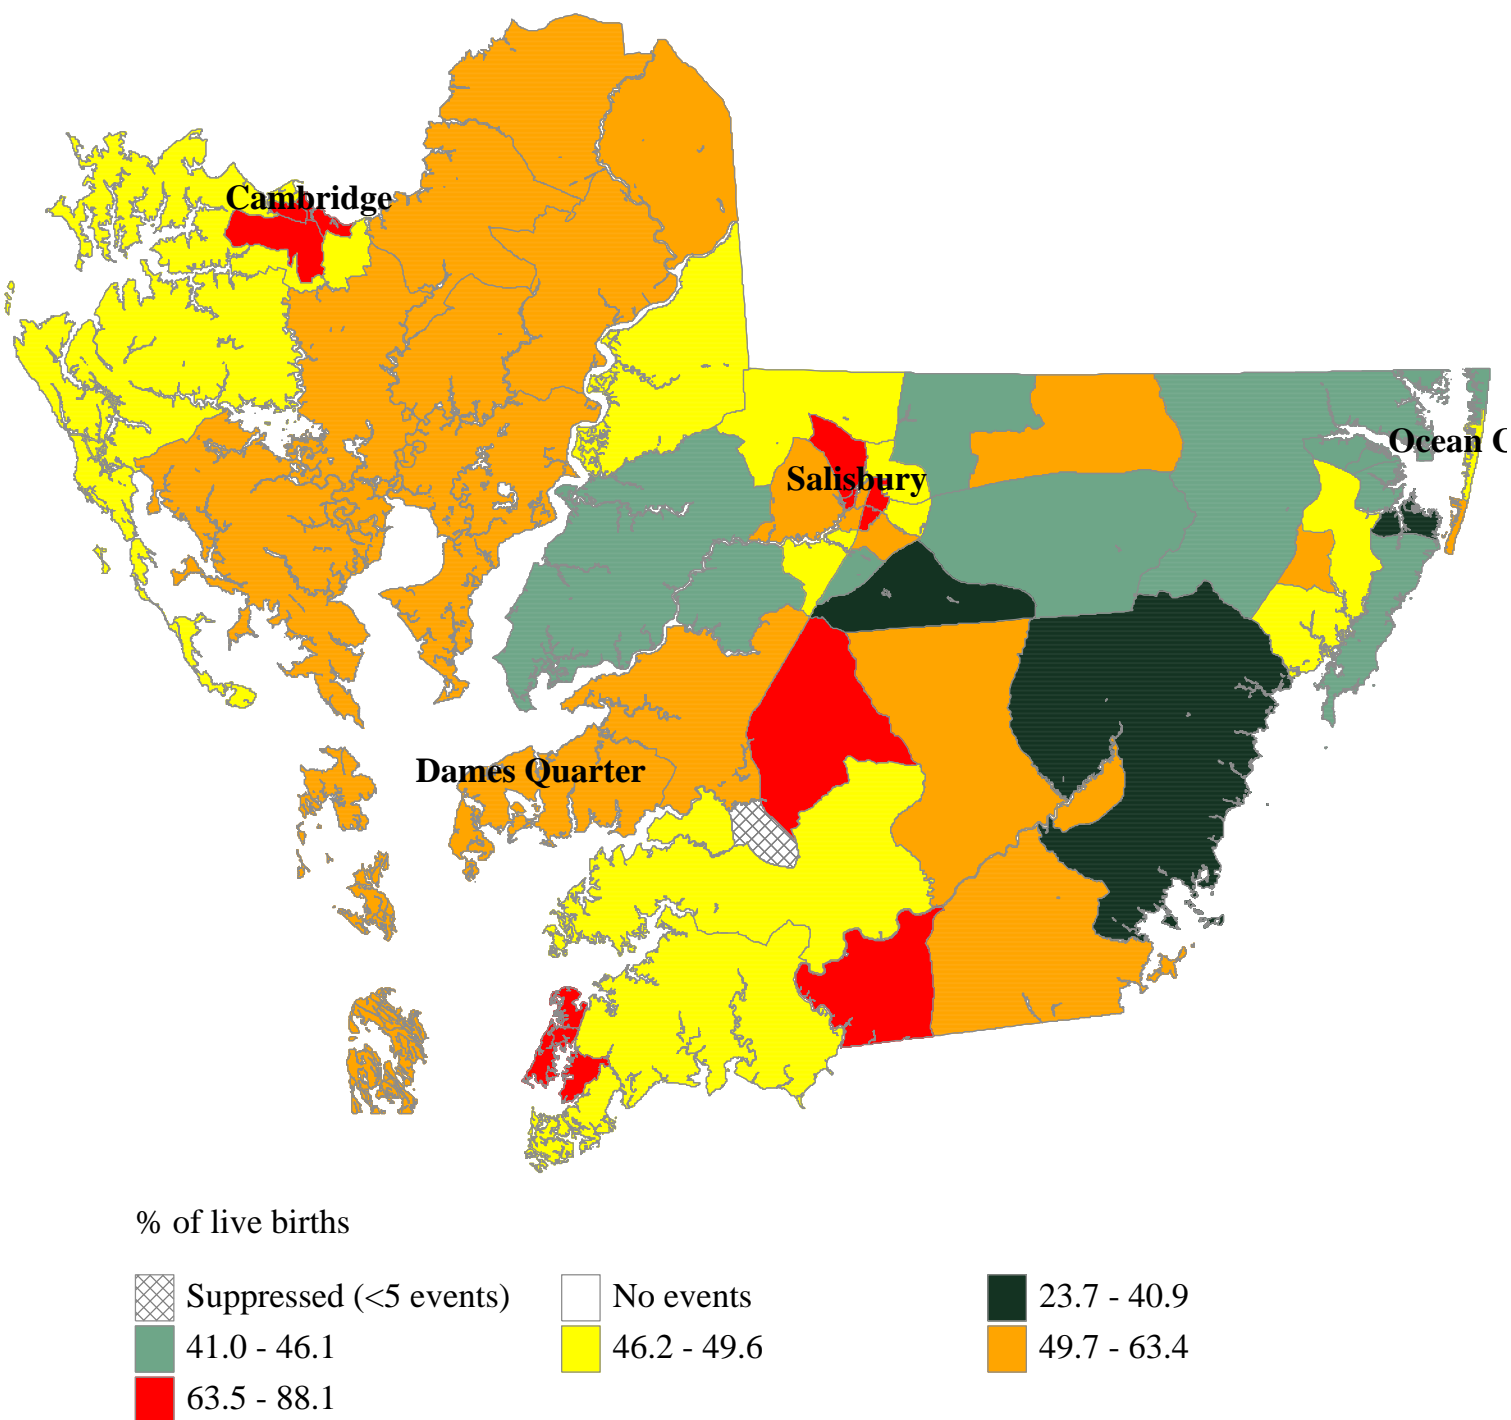 Cambridge
Ocean C
Salisbury
Dames Quarter
% of live births
Suppressed (<5 events)
No events
23.7 - 40.9
41.0 - 46.1
46.2 - 49.6
49.7 - 63.4
63.5 - 88.1